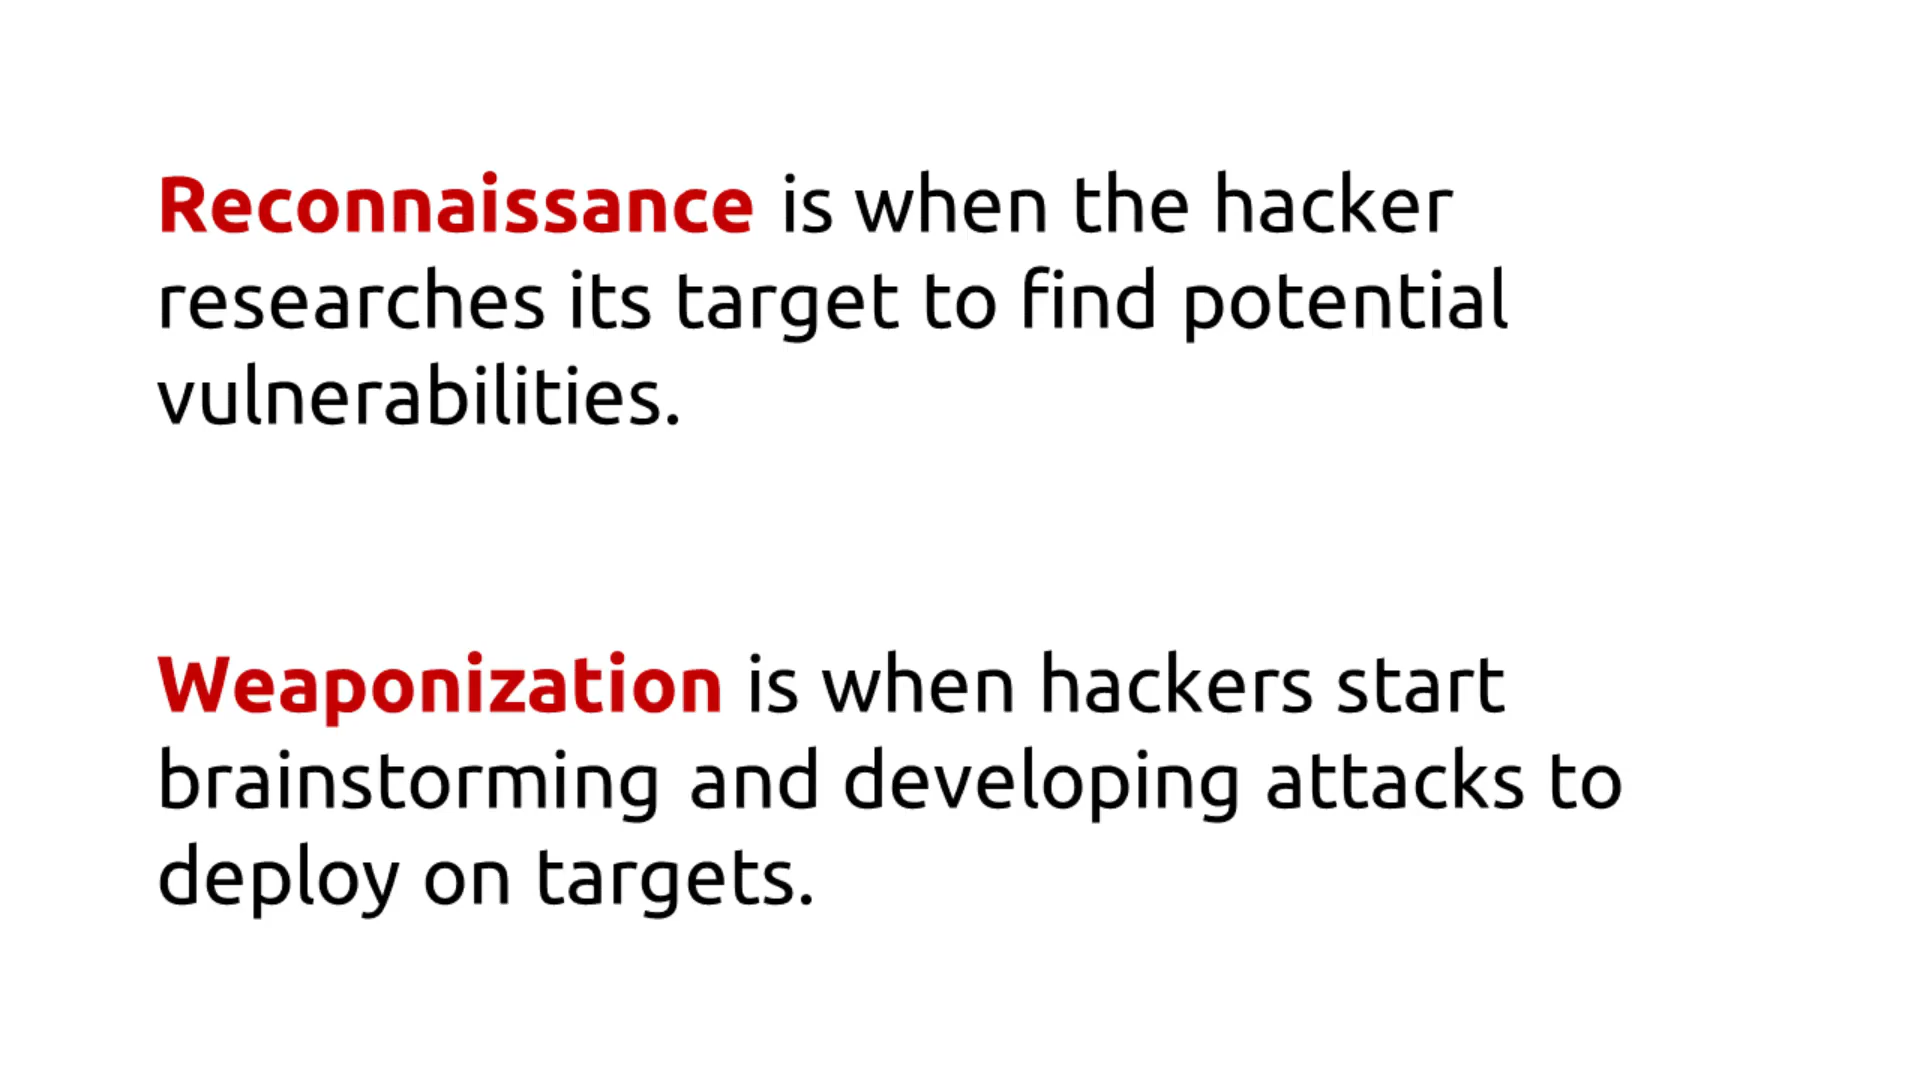 Reconnaissance is when the hacker
researches its target to find potential
vulnerabilities.
Weaponization is when hackers start
brainstorming and developing attacks to
deploy on targets.